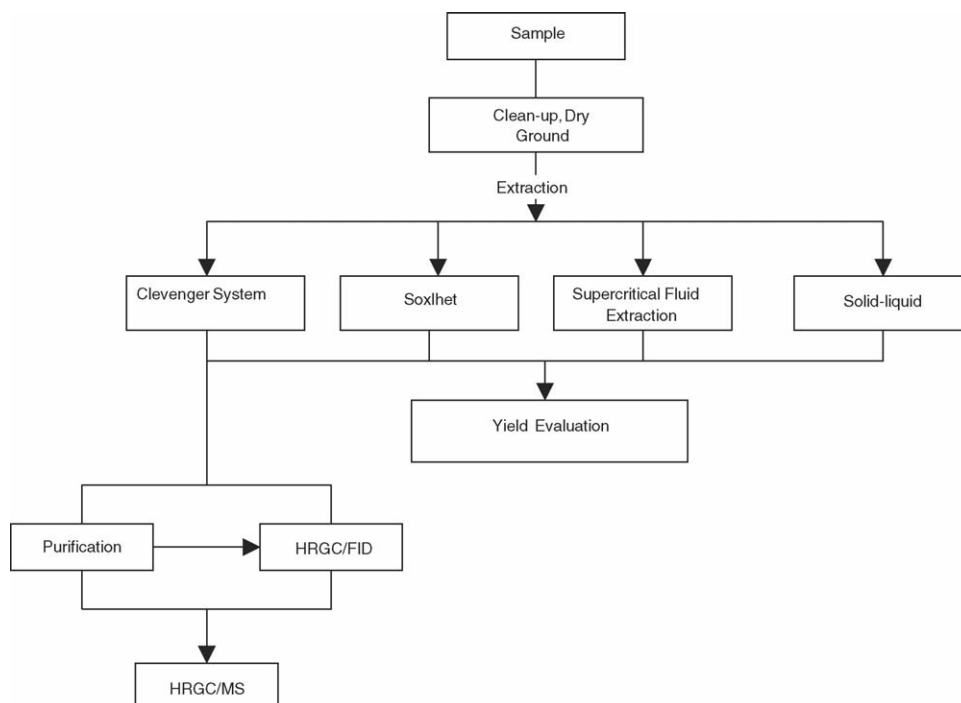 Sample
Clean-up, Dry
Ground
Extraction
Clevenger System
Soxlhet
Supercritical Fluid
Extraction
Solid-liquid
Yield Evaluation
Purification
HRGC/FID
HRGC/MS